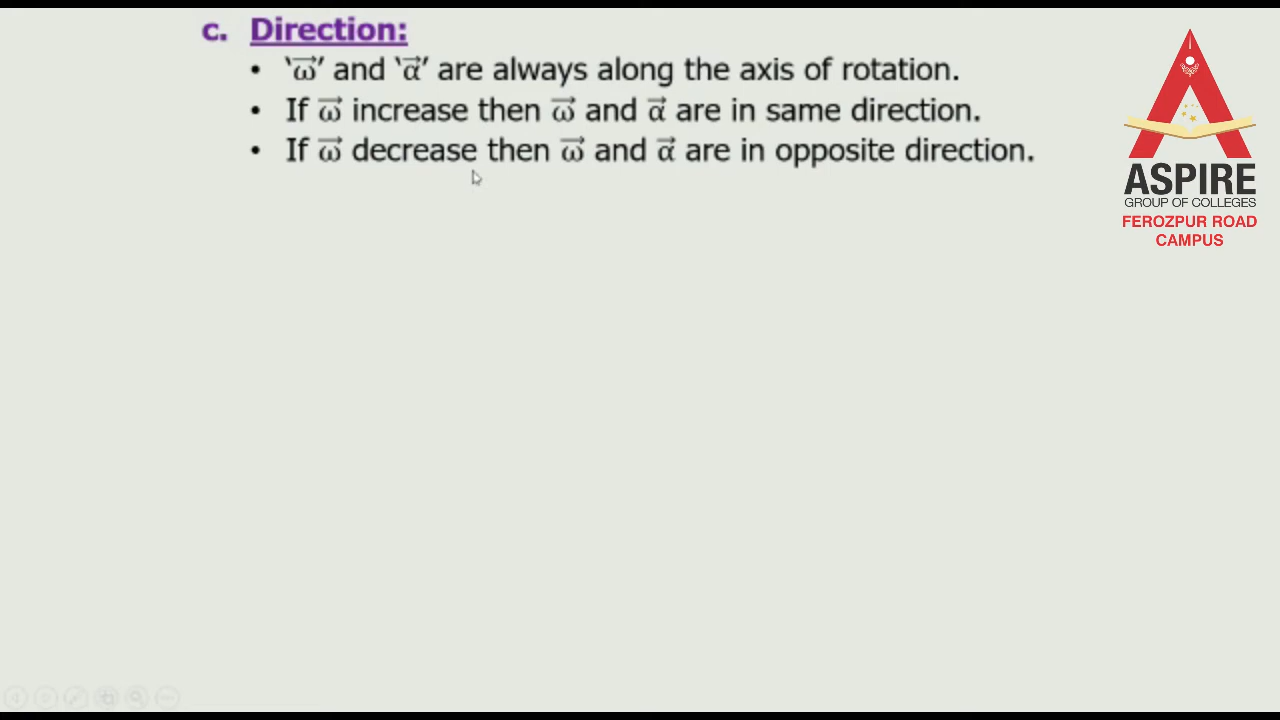 c. Direction:
• ‘ω⃗’ and ‘α⃗’ are always along the axis of rotation.
• If ω⃗ increase then ω⃗ and α⃗ are in same direction.
• If ω⃗ decrease then ω⃗ and α⃗ are in opposite direction.
ASPIRE
GROUP OF COLLEGES
FEROZPUR ROAD
CAMPUS